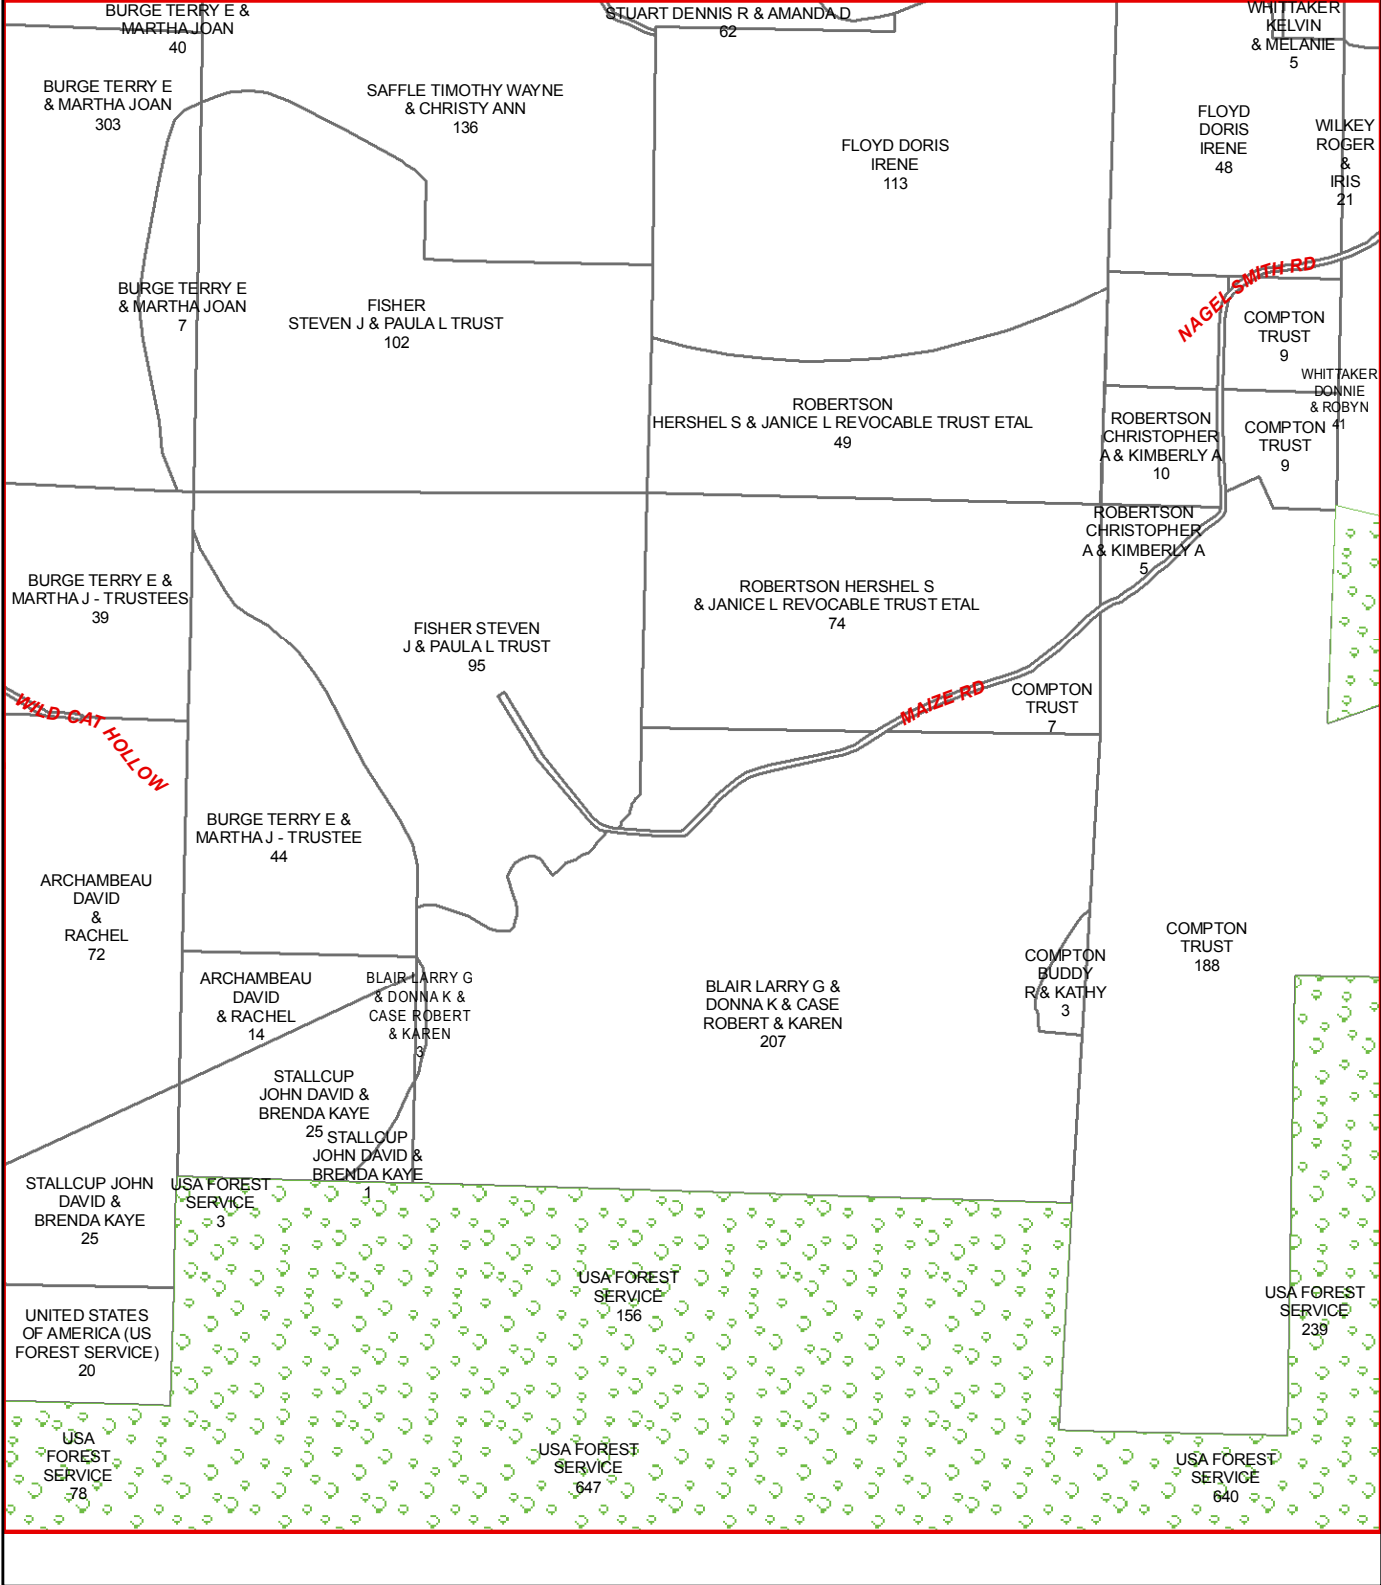 BURGE TERRY E &
MARTHA JOAN
40
STUART DENNIS R & AMANDA D
62
WHITTAKER
KELVIN
& MELANIE
5
BURGE TERRY E
& MARTHA JOAN
303
SAFFLE TIMOTHY WAYNE
& CHRISTY ANN
136
FLOYD DORIS
IRENE
113
FLOYD
DORIS
IRENE
48
WILKEY
ROGER
&
IRIS
21
NAGEL SMITH RD
BURGE TERRY E
& MARTHA JOAN
7
FISHER
STEVEN J & PAULA L TRUST
102
COMPTON
TRUST
9
WHITTAKER
DONNIE
& ROBYN
41
ROBERTSON
HERSHEL S & JANICE L REVOCABLE TRUST ETAL
49
ROBERTSON
CHRISTOPHER
A & KIMBERLY A
10
COMPTON
TRUST
9
ROBERTSON
CHRISTOPHER
A & KIMBERLY A
5
BURGE TERRY E &
MARTHA J - TRUSTEES
39
ROBERTSON HERSHEL S
& JANICE L REVOCABLE TRUST ETAL
74
FISHER STEVEN
J & PAULA L TRUST
95
WILD CAT HOLLOW
MAIZE RD
COMPTON
TRUST
7
BURGE TERRY E &
MARTHA J - TRUSTEE
44
ARCHAMBEAU
DAVID
&
RACHEL
72
COMPTON
TRUST
188
ARCHAMBEAU
DAVID
& RACHEL
14
BLAIR LARRY G
& DONNA K &
CASE ROBERT
& KAREN
3
BLAIR LARRY G &
DONNA K & CASE
ROBERT & KAREN
207
COMPTON
BUDDY
R & KATHY
3
STALLCUP
JOHN DAVID &
BRENDA KAYE
25
STALLCUP
JOHN DAVID &
BRENDA KAYE
1
STALLCUP JOHN
DAVID &
BRENDA KAYE
25
USA FOREST
SERVICE
3
USA FOREST
SERVICE
156
USA FOREST
SERVICE
239
UNITED STATES
OF AMERICA (US
FOREST SERVICE)
20
USA
FOREST
SERVICE
78
USA FOREST
SERVICE
647
USA FOREST
SERVICE
640